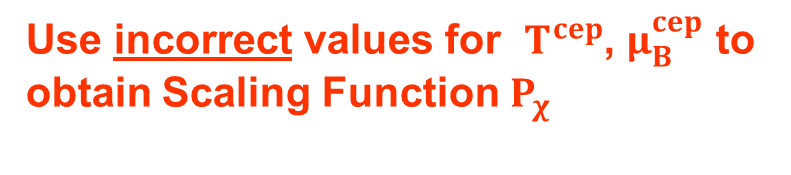 Use incorrect values for T^cep, μ_B^cep to
obtain Scaling Function P_χ